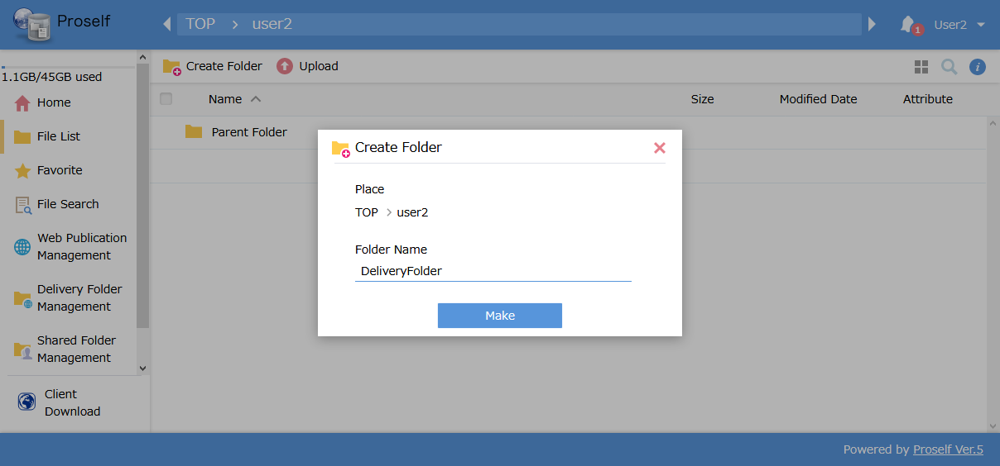 Proself
TOP > user2
1
User2
1.1GB/45GB used
Home
File List
Favorite
File Search
Web Publication
Management
Delivery Folder
Management
Shared Folder
Management
Client
Download
Create Folder
Upload
i
Name
Size
Modified Date
Attribute
Parent Folder
Create Folder
Place
TOP > user2
Folder Name
DeliveryFolder
Make
Powered by Proself Ver.5